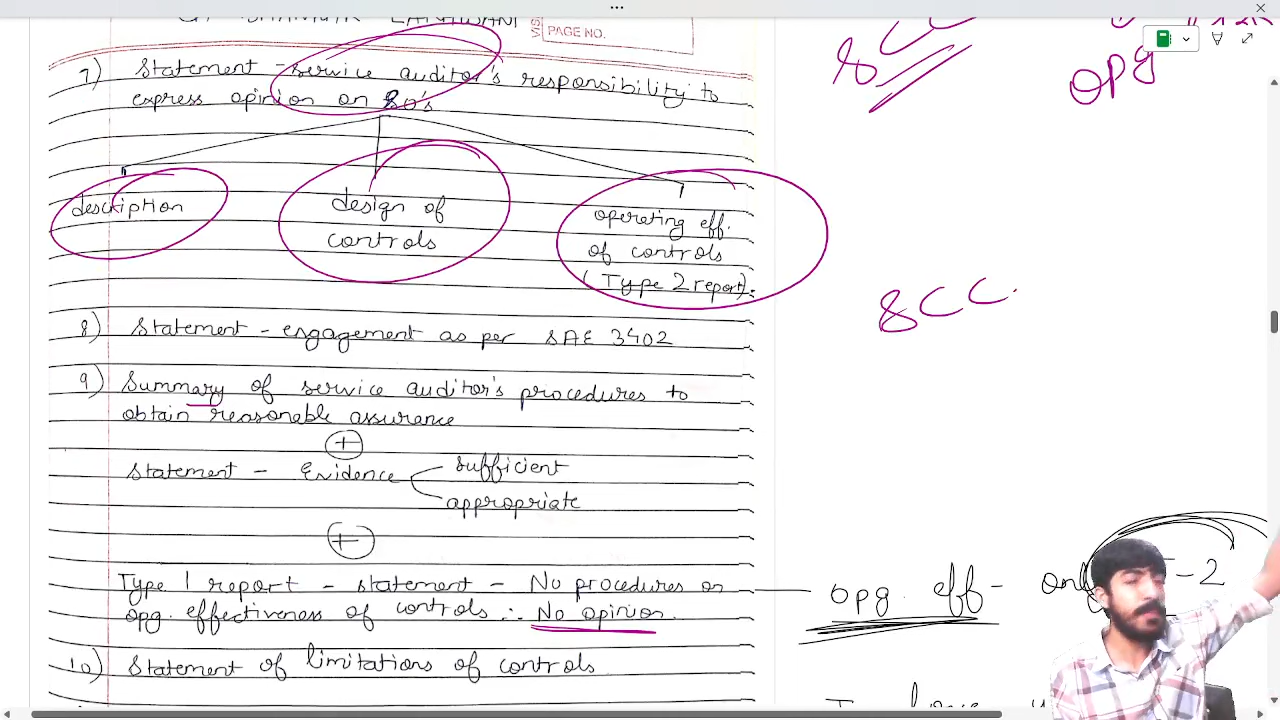 PAGE NO.
7) Statement - service auditor's responsibility to
express opinion on SO's
description
design of
controls
operating eff.
of controls
(Type 2 report).
8) Statement - engagement as per SAE 3402
9) Summary of service auditor's procedures to
obtain reasonable assurance
+
Statement - Evidence
sufficient
appropriate
+
Type 1 report - statement - No procedures on
opg. effectiveness of controls ∴ No opinion.
10) Statement of limitations of controls
opg
SCC.
opg. eff - only
-2